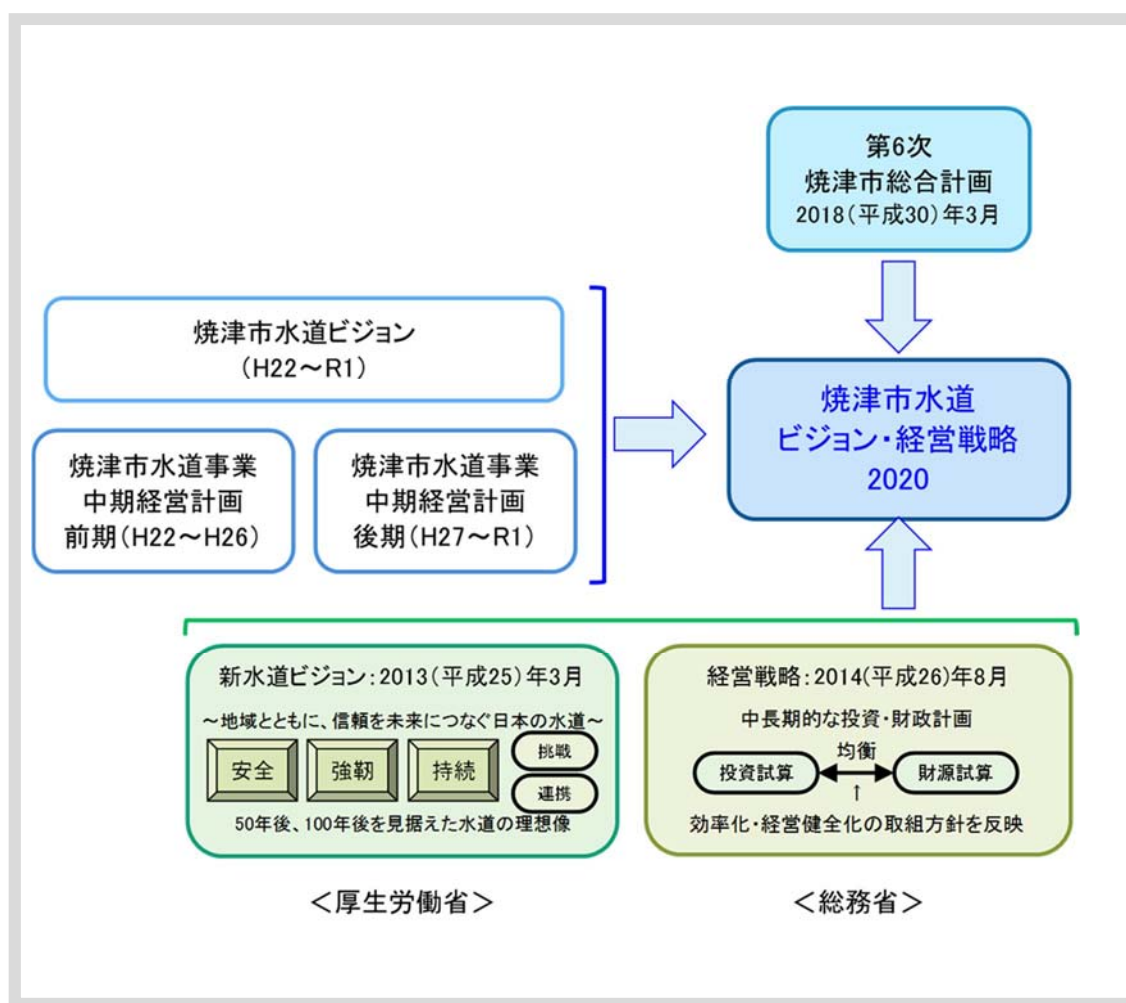 第6次
焼津市総合計画
2018(平成30)年3月
焼津市水道ビジョン
(H22～R1)
焼津市水道事業
中期経営計画
前期(H22～H26)
焼津市水道事業
中期経営計画
後期(H27～R1)
焼津市水道
ビジョン・経営戦略
2020
新水道ビジョン:2013(平成25)年3月
～地域とともに、信頼を未来につなぐ日本の水道～
安全
強靭
持続
挑戦
連携
50年後、100年後を見据えた水道の理想像
＜厚生労働省＞
経営戦略:2014(平成26)年8月
中長期的な投資・財政計画
均衡
投資試算
財源試算
↑
効率化・経営健全化の取組方針を反映
＜総務省＞